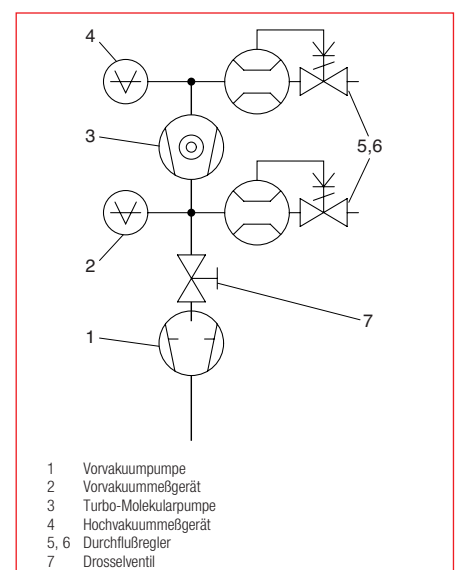 4
3
5,6
2
7
1
1 Vorvakuumpumpe
2 Vorvakuummeßgerät
3 Turbo-Molekularpumpe
4 Hochvakuummeßgerät
5, 6 Durchflußregler
7 Drosselventil